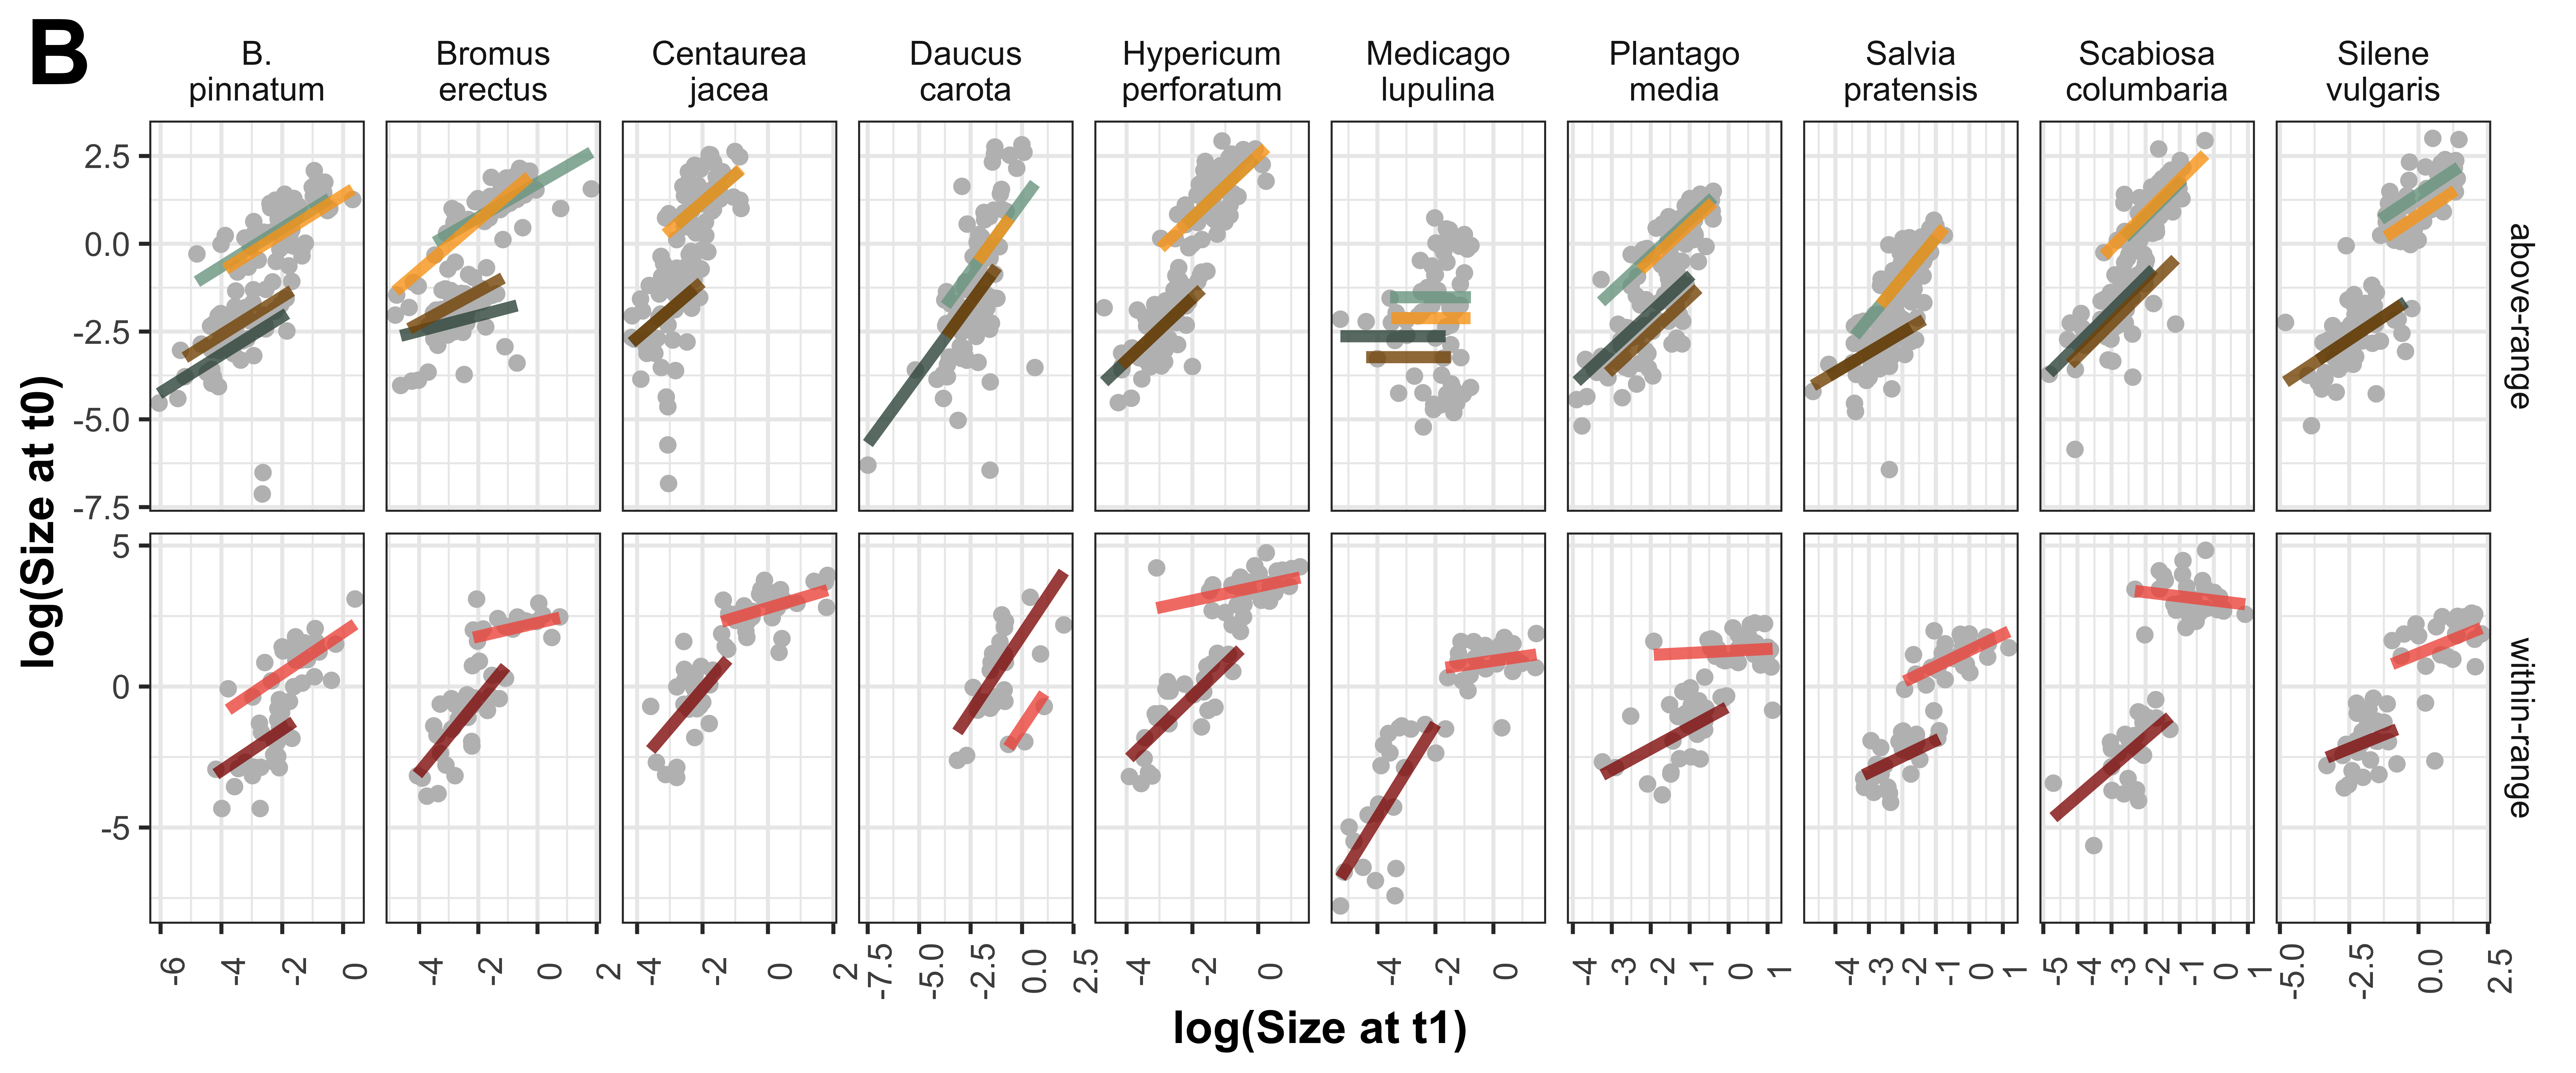 B
B.
pinnatum
Bromus
erectus
Centaurea
jacea
Daucus
carota
Hypericum
perforatum
Medicago
lupulina
Plantago
media
Salvia
pratensis
Scabiosa
columbaria
Silene
vulgaris
log(Size at t0)
2.5
0.0
-2.5
-5.0
-7.5
above-range
5
0
-5
within-range
-6 -4 -2 0
-4 -2 0 2
-4 -2 0 2
-7.5 -5.0 -2.5 0.0 2.5
-4 -2 0
-4 -2 0
-4 -3 -2 -1 0 1
-4 -3 -2 -1 0 1
-5 -4 -3 -2 -1 0 1
-5.0 -2.5 0.0 2.5
log(Size at t1)